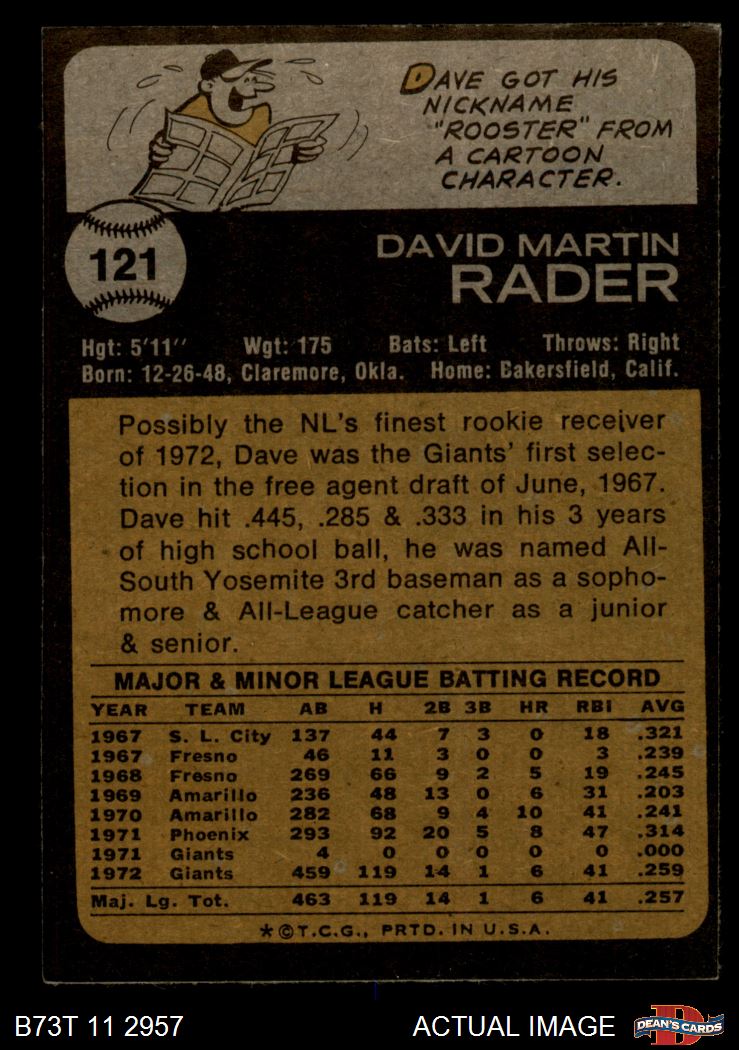 DAVE GOT HIS
NICKNAME
"ROOSTER" FROM
A CARTOON
CHARACTER.
121
DAVID MARTIN
RADER
Hgt: 5'11" Wgt: 175 Bats: Left Throws: Right
Born: 12-26-48, Claremore, Okla. Home: Bakersfield, Calif.
Possibly the NL's finest rookie receiver
of 1972, Dave was the Giants' first selec-
tion in the free agent draft of June, 1967.
Dave hit .445, .285 & .333 in his 3 years
of high school ball, he was named All-
South Yosemite 3rd baseman as a sopho-
more & All-League catcher as a junior
& senior.
MAJOR & MINOR LEAGUE BATTING RECORD
YEAR TEAM AB H 2B 3B HR RBI AVG
1967 S. L. City 137 44 7 3 0 18 .321
1967 Fresno 46 11 3 0 0 3 .239
1968 Fresno 269 66 9 2 5 19 .245
1969 Amarillo 236 48 13 0 6 31 .203
1970 Amarillo 282 68 9 4 10 41 .241
1971 Phoenix 293 92 20 5 8 47 .314
1971 Giants 4 0 0 0 0 0 .000
1972 Giants 459 119 14 1 6 41 .259
Maj. Lg. Tot. 463 119 14 1 6 41 .257
*©T.C.G., PRTD. IN U.S.A.
B73T 11 2957 ACTUAL IMAGE DEAN'S CARDS